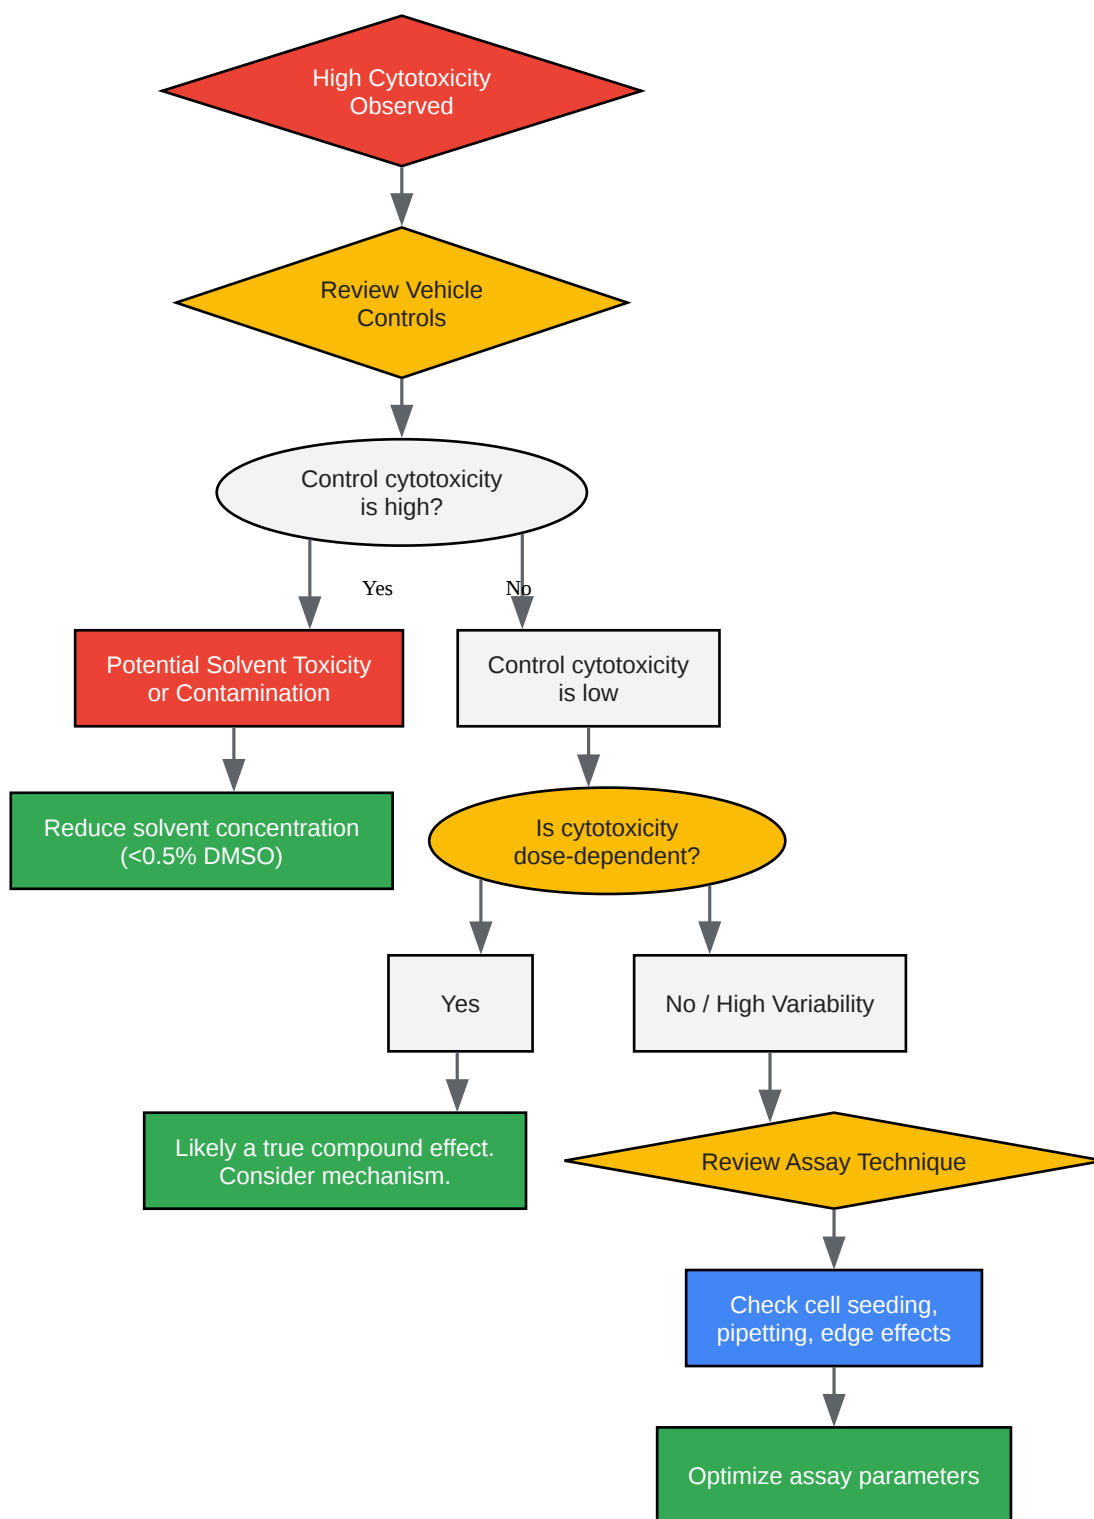 High Cytotoxicity
Observed
Review Vehicle
Controls
Control cytotoxicity
is high?
Yes
No
Potential Solvent Toxicity
or Contamination
Control cytotoxicity
is low
Reduce solvent concentration
(<0.5% DMSO)
Is cytotoxicity
dose-dependent?
Yes
No / High Variability
Likely a true compound effect.
Consider mechanism.
Review Assay Technique
Check cell seeding,
pipetting, edge effects
Optimize assay parameters